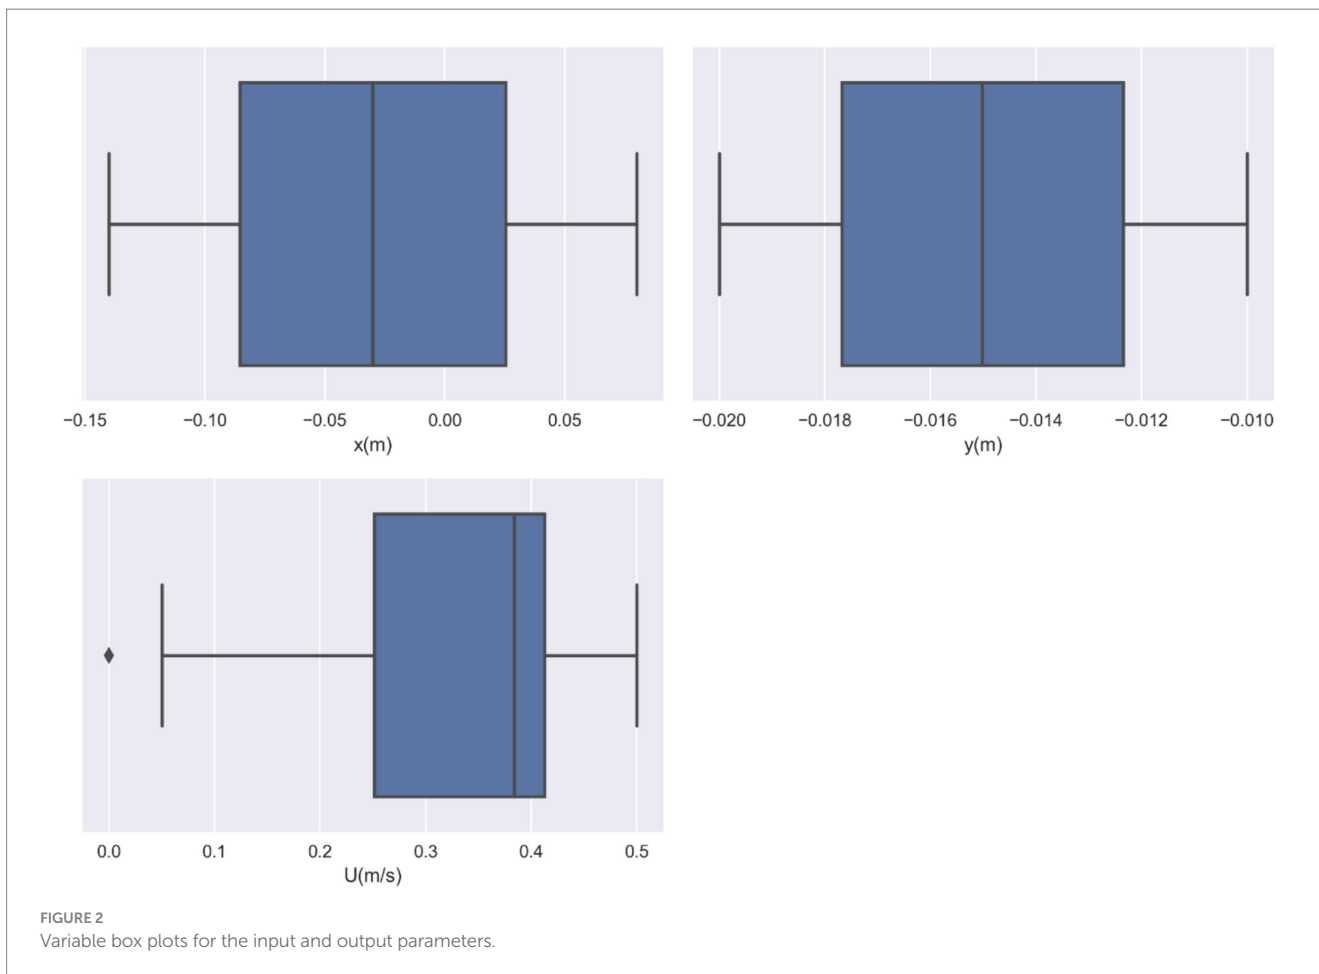 −0.15 −0.10 −0.05 0.00 0.05
x(m)
−0.020 −0.018 −0.016 −0.014 −0.012 −0.010
y(m)
0.0 0.1 0.2 0.3 0.4 0.5
U(m/s)
FIGURE 2
Variable box plots for the input and output parameters.